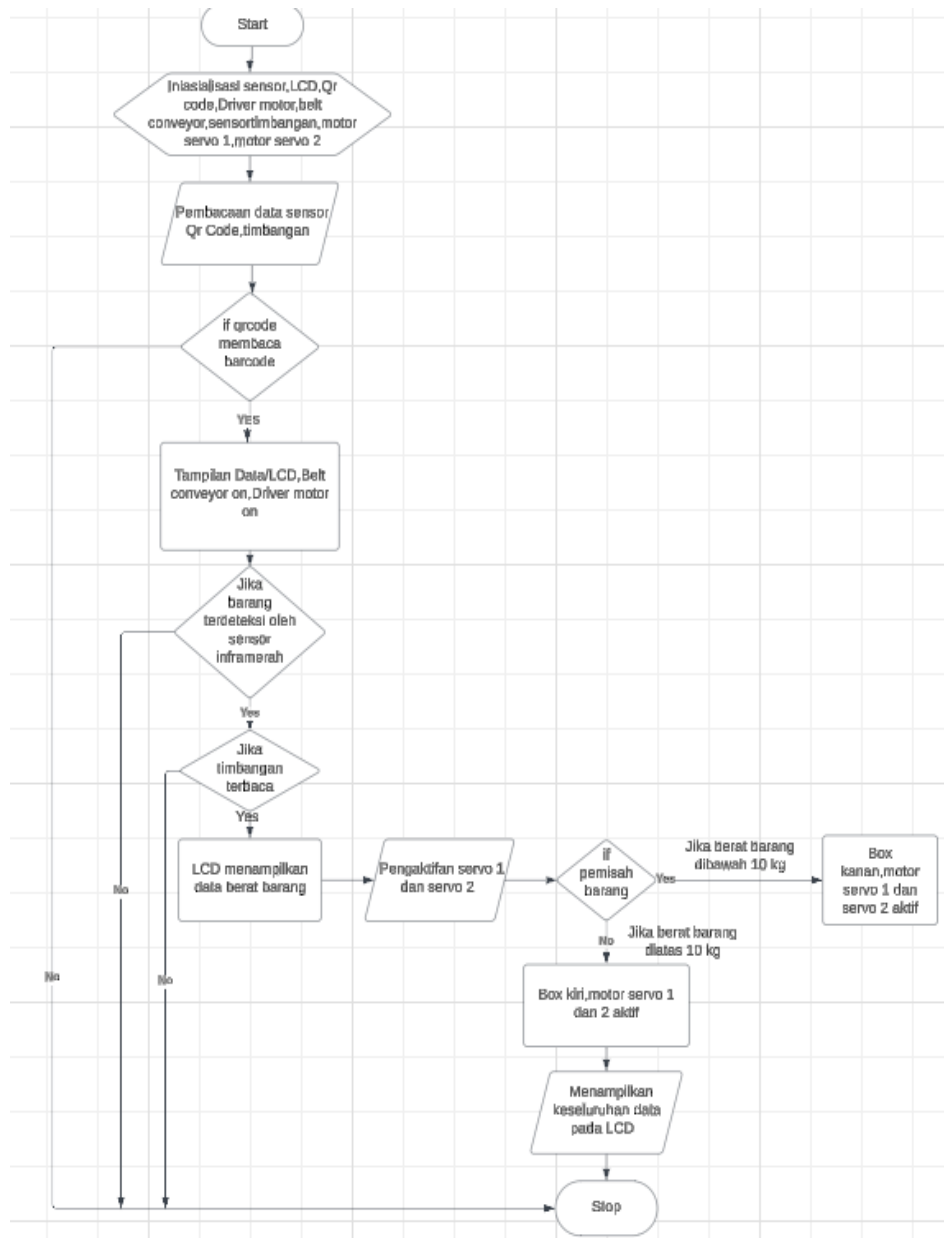 Start
Iniasialisasi sensor,LCD,Qr
code,Driver motor,belt
conveyor,sensortimbangan,motor
servo 1,motor servo 2
Pembacaan data sensor
Qr Code,timbangan
if qrcode
membaca
barcode
YES
Tampilan Data/LCD,Belt
conveyor on,Driver motor
on
Jika
barang
terdeteksi oleh
sensor
inframerah
Yes
Jika
timbangan
terbaca
Yes
LCD menampilkan
data berat barang
Pengaktifan servo 1
dan servo 2
if
pemisah
barang
Yes
Jika berat barang
dibawah 10 kg
Box
kanan,motor
servo 1 dan
servo 2 aktif
No
Jika berat barang
diatas 10 kg
No
No
No
Box kiri,motor servo 1
dan 2 aktif
Menampilkan
keseluruhan data
pada LCD
Stop